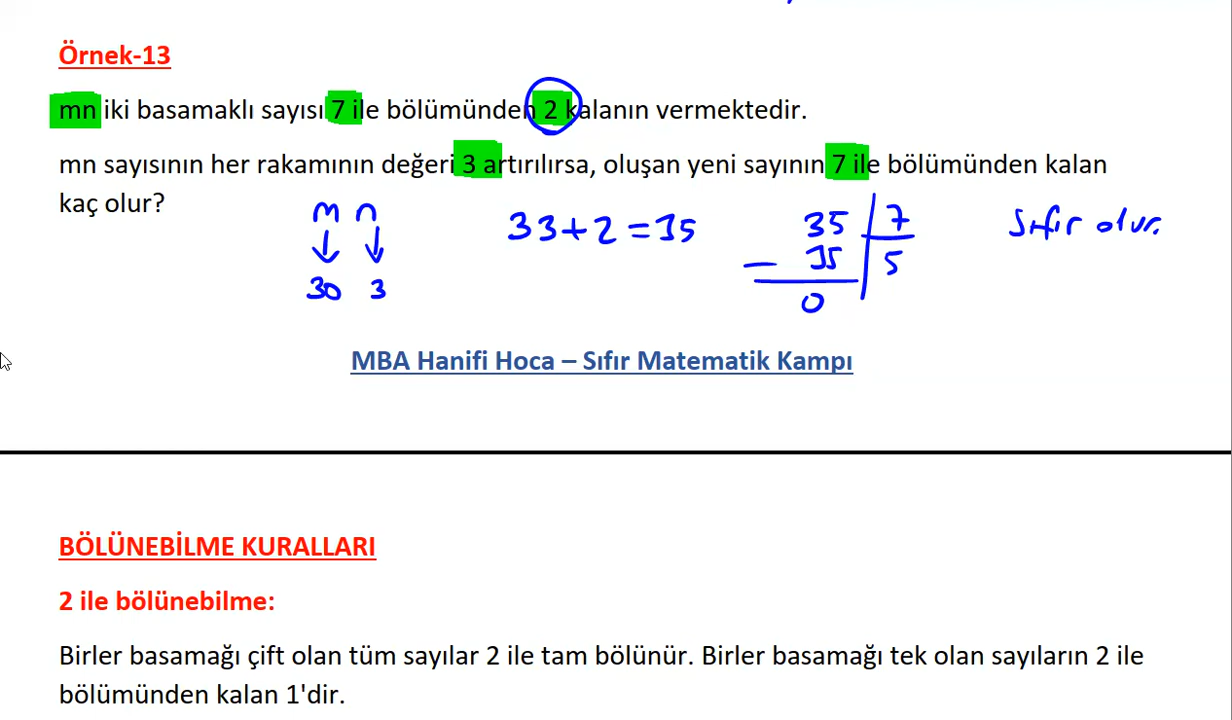 Örnek-13
mn iki basamaklı sayısı 7 ile bölümünden 2 kalanın vermektedir.
mn sayısının her rakamının değeri 3 artırılırsa, oluşan yeni sayının 7 ile bölümünden kalan
kaç olur?
m n
30 3
33+2=35
35 7
- 35 5
0
Sıfır olur.
MBA Hanifi Hoca – Sıfır Matematik Kampı
BÖLÜNEBİLME KURALLARI
2 ile bölünebilme:
Birler basamağı çift olan tüm sayılar 2 ile tam bölünür. Birler basamağı tek olan sayıların 2 ile
bölümünden kalan 1'dir.